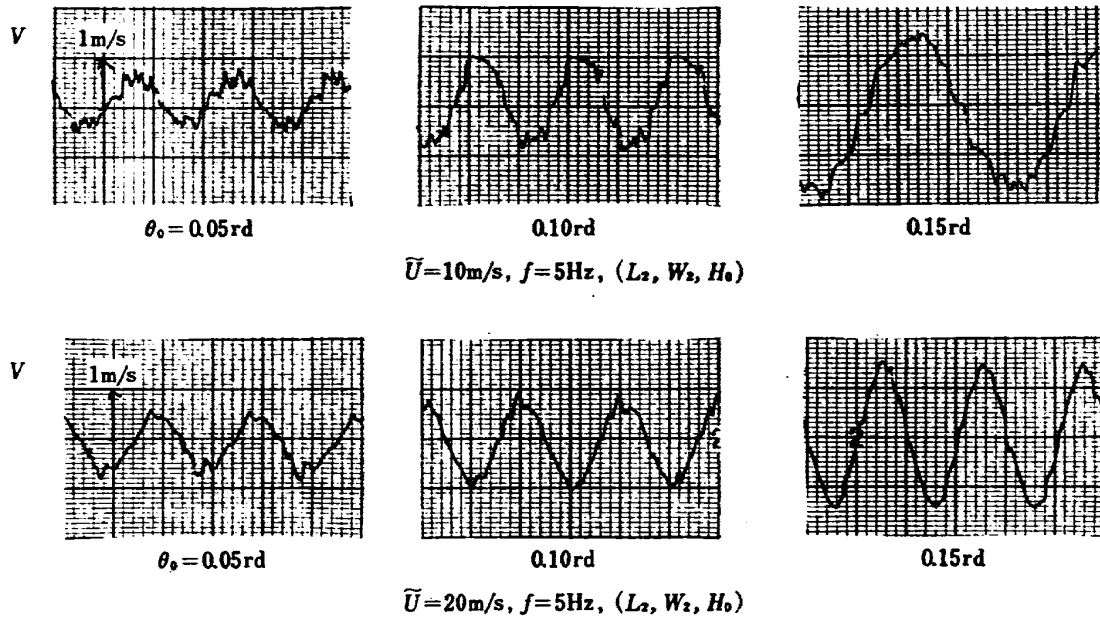 V
1m/s
θ₀=0.05rd 0.10rd 0.15rd
Ũ=10m/s, f=5Hz, (L₂, W₂, H₀)
V
1m/s
θ₀=0.05rd 0.10rd 0.15rd
Ũ=20m/s, f=5Hz, (L₂, W₂, H₀)